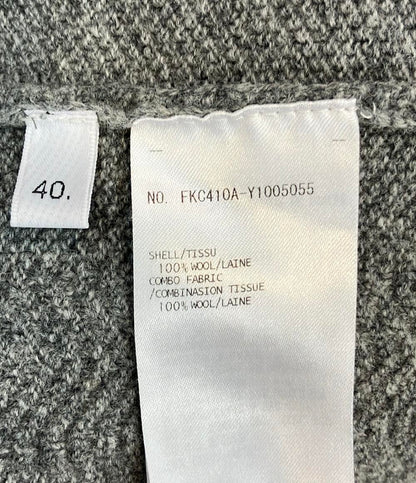 40.
NO. FKC410A-Y1005055
SHELL/TISSU
100% WOOL/LAINE
COMBO FABRIC
/COMBINASION TISSUE
100% WOOL/LAINE